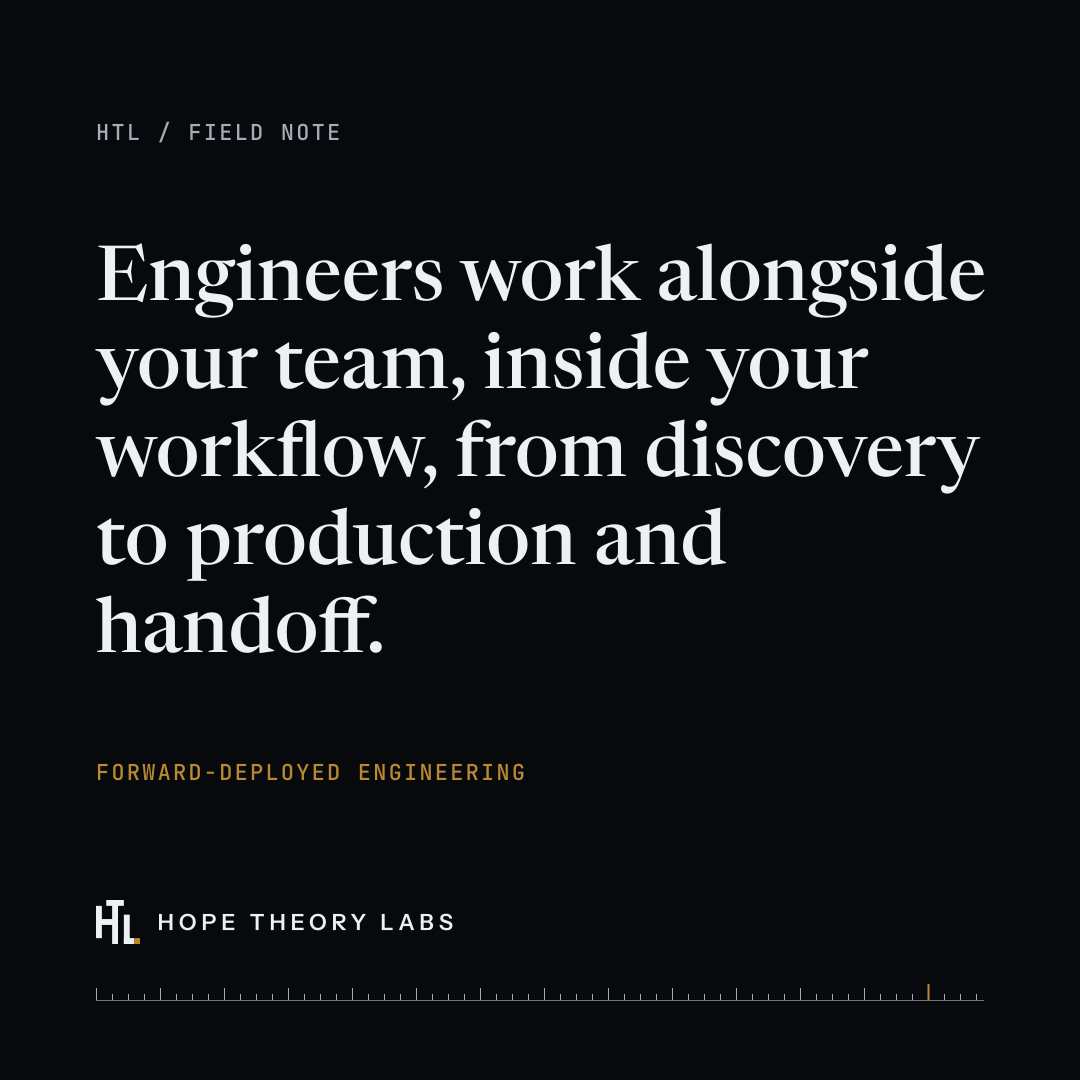 HTL / FIELD NOTE
Engineers work alongside
your team, inside your
workflow, from discovery
to production and
handoff.
FORWARD-DEPLOYED ENGINEERING
HTL HOPE THEORY LABS